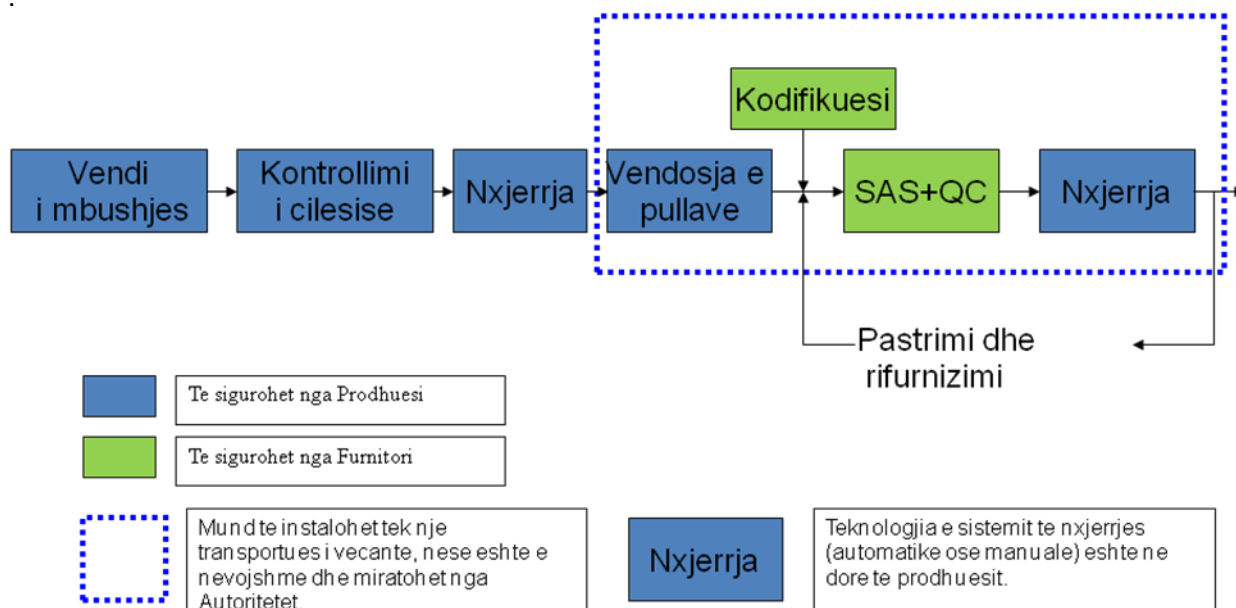 .
Kodifikuesi
Vendi
i mbushjes
Kontrollimi
i cilesise
Nxjerrja
Vendosja e
pullave
SAS+QC
Nxjerrja
Pastrimi dhe
rifurnizimi
Te sigurohet nga Prodhuesi
Te sigurohet nga Furnitori
Mund te instalohet tek nje
transportues i vecante, nese eshte e
nevojshme dhe miratohet nga
Autoritetet.
Nxjerrja
Teknologjia e sistemit te nxjerrjes
(automatike ose manuale) eshte ne
dore te prodhuesit.